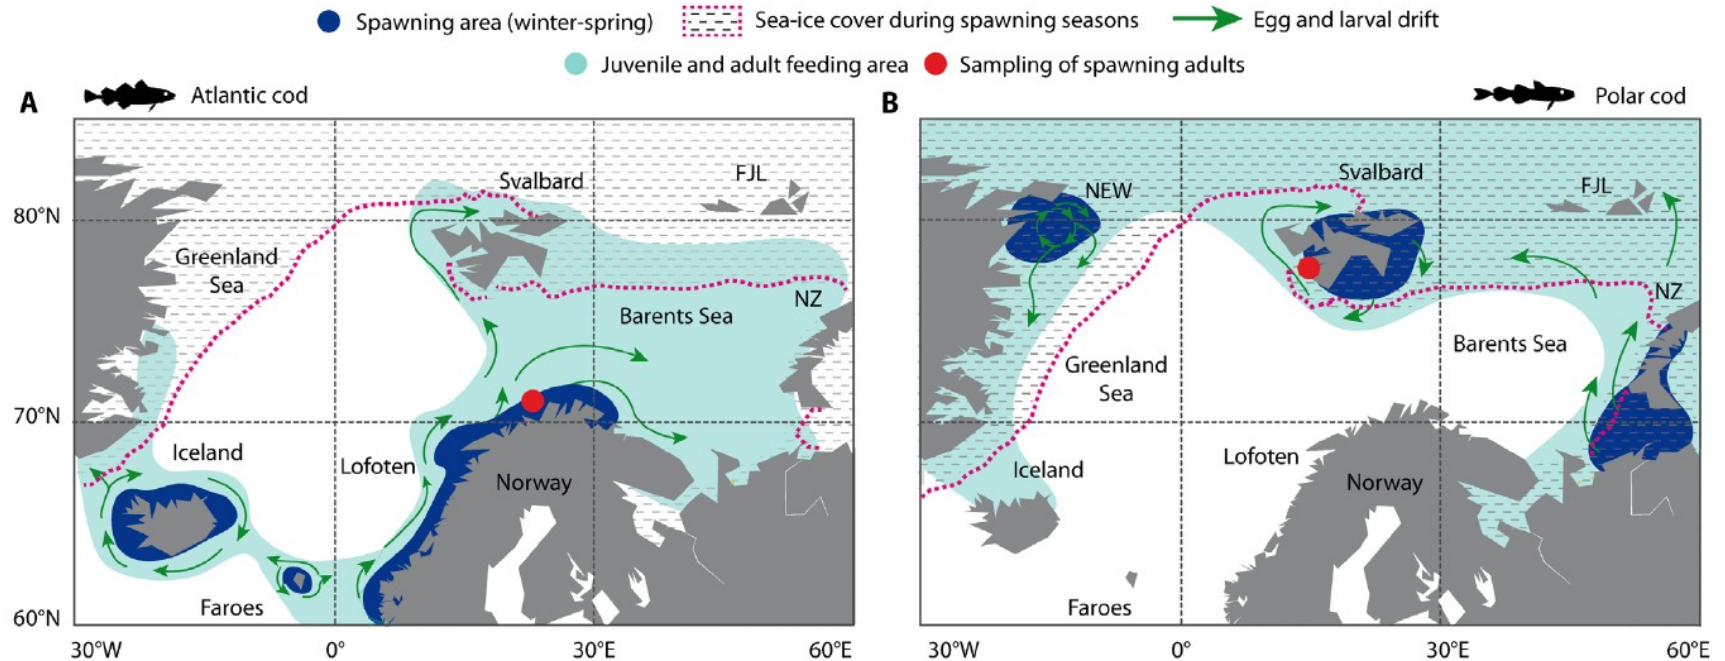 Spawning area (winter-spring) Sea-ice cover during spawning seasons Egg and larval drift
Juvenile and adult feeding area Sampling of spawning adults
A Atlantic cod
B Polar cod
80°N
70°N
60°N
30°W 0° 30°E 60°E
Svalbard
FJL
Greenland
Sea
NZ
Barents Sea
Iceland
Lofoten
Norway
Faroes
NEW
Svalbard
FJL
NZ
Greenland
Sea
Barents Sea
Iceland
Lofoten
Norway
Faroes
30°W 0° 30°E 60°E